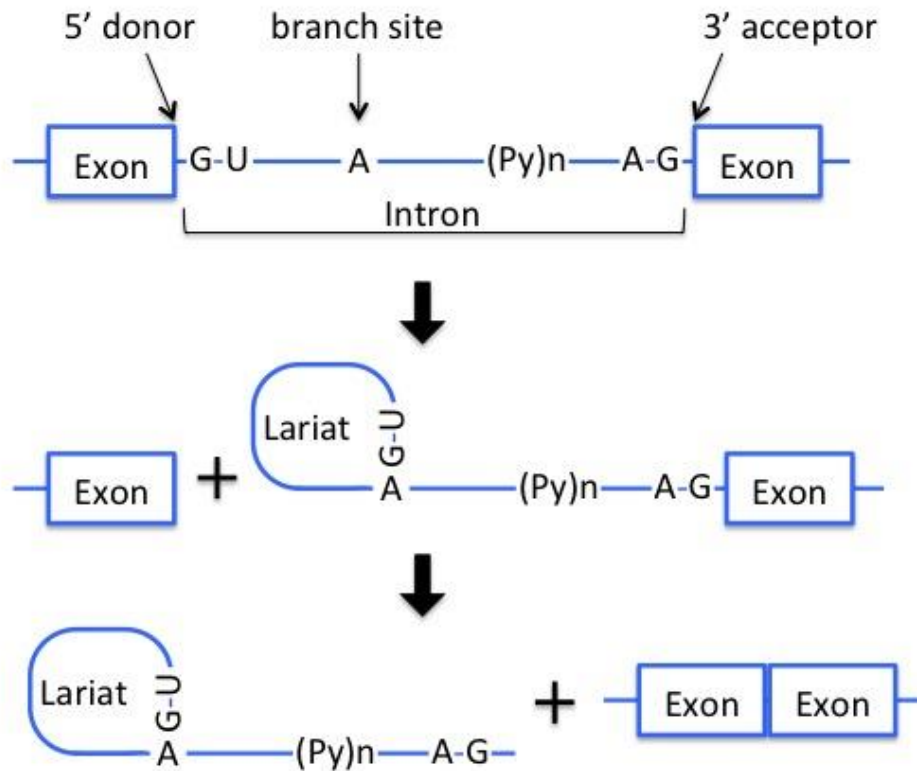 5' donor branch site 3' acceptor
Exon G-U A (Py)n A-G Exon
Intron
Lariat G-U
Exon + A (Py)n A-G Exon
Lariat G-U + Exon Exon
A (Py)n A-G